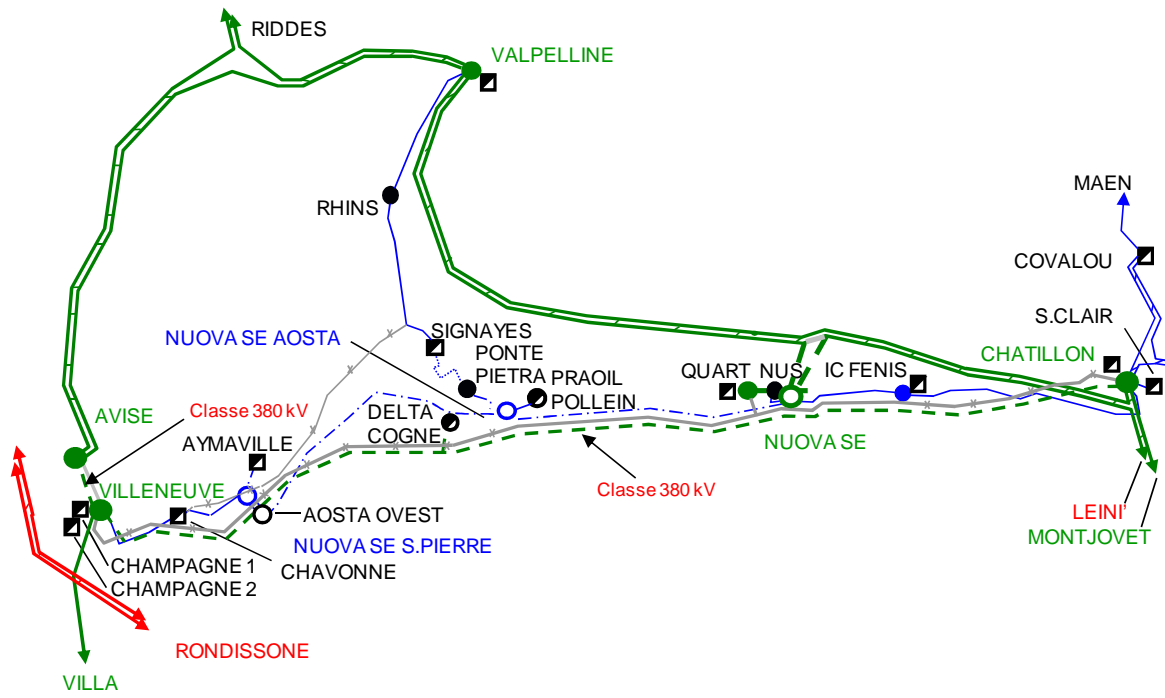 RIDDES
VALPELLINE
MAEN
RHINS
COVALOU
S.CLAIR
SIGNAYES
NUOVA SE AOSTA
PONTE
PIETRA
PRAOIL
POLLEIN
QUART
NUS
IC FENIS
CHATILLON
AVISE
Classe 380 kV
DELTA
COGNE
AYMAVILLE
NUOVA SE
VILLENEUVE
Classe 380 kV
AOSTA OVEST
LEINI'
MONTJOVET
NUOVA SE S.PIERRE
CHAMPAGNE 1
CHAVONNE
CHAMPAGNE 2
RONDISSONE
VILLA